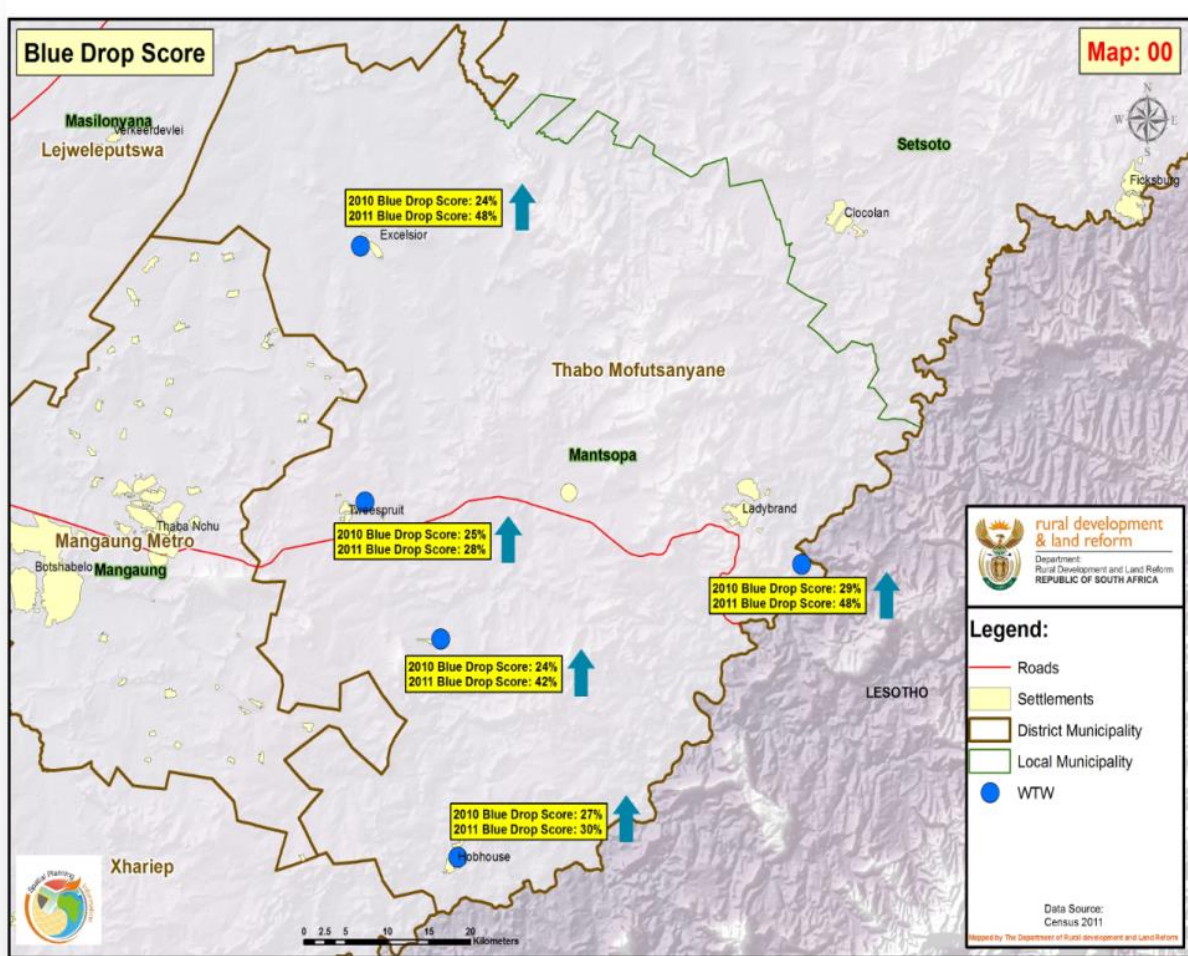 Blue Drop Score
Map: 00
N
W E
S
Masilonyana
Verkeerdevlei
Lejweleputswa
Setsoto
Ficksburg
Clocolan
2010 Blue Drop Score: 24%
2011 Blue Drop Score: 48%
Excelsior
Thabo Mofutsanyane
Mantsopa
Ladybrand
Tweespruit
2010 Blue Drop Score: 25%
2011 Blue Drop Score: 28%
Thaba Nchu
Mangaung Metro
Botshabelo
Mangaung
2010 Blue Drop Score: 29%
2011 Blue Drop Score: 48%
2010 Blue Drop Score: 24%
2011 Blue Drop Score: 42%
LESOTHO
2010 Blue Drop Score: 27%
2011 Blue Drop Score: 30%
Hobhouse
Xhariep
Spatial Planning Information
0 2.5 5 10 15 20
Kilometers
rural development
& land reform
Department:
Rural Development and Land Reform
REPUBLIC OF SOUTH AFRICA
Legend:
Roads
Settlements
District Municipality
Local Municipality
WTW
Data Source:
Census 2011
Mapped by The Department of Rural development and Land Reform